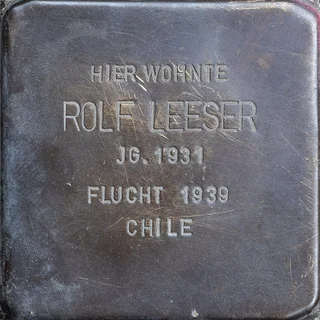 HIER WOHNTE
ROLF LEESER
JG. 1931
FLUCHT 1939
CHILE